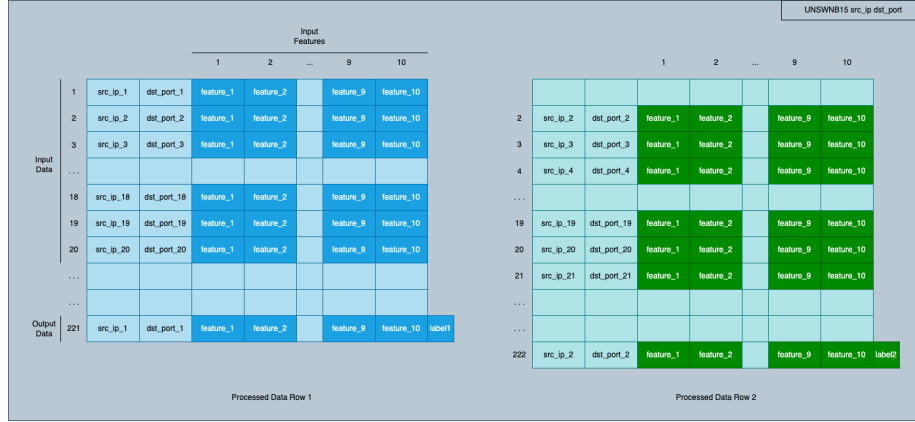 UNSWNB15 src_ip dst_port
Input
Features
1 2 ... 9 10
1 src_ip_1 dst_port_1 feature_1 feature_2 feature_9 feature_10
2 src_ip_2 dst_port_2 feature_1 feature_2 feature_9 feature_10
3 src_ip_3 dst_port_3 feature_1 feature_2 feature_9 feature_10
Input
Data
...
18 src_ip_18 dst_port_18 feature_1 feature_2 feature_9 feature_10
19 src_ip_19 dst_port_19 feature_1 feature_2 feature_9 feature_10
20 src_ip_20 dst_port_20 feature_1 feature_2 feature_9 feature_10
...
...
Output
Data
221 src_ip_1 dst_port_1 feature_1 feature_2 feature_9 feature_10 label1
Processed Data Row 1
1 2 ... 9 10
2 src_ip_2 dst_port_2 feature_1 feature_2 feature_9 feature_10
3 src_ip_3 dst_port_3 feature_1 feature_2 feature_9 feature_10
4 src_ip_4 dst_port_4 feature_1 feature_2 feature_9 feature_10
...
19 src_ip_19 dst_port_19 feature_1 feature_2 feature_9 feature_10
20 src_ip_20 dst_port_20 feature_1 feature_2 feature_9 feature_10
21 src_ip_21 dst_port_21 feature_1 feature_2 feature_9 feature_10
...
...
222 src_ip_2 dst_port_2 feature_1 feature_2 feature_9 feature_10 label2
Processed Data Row 2